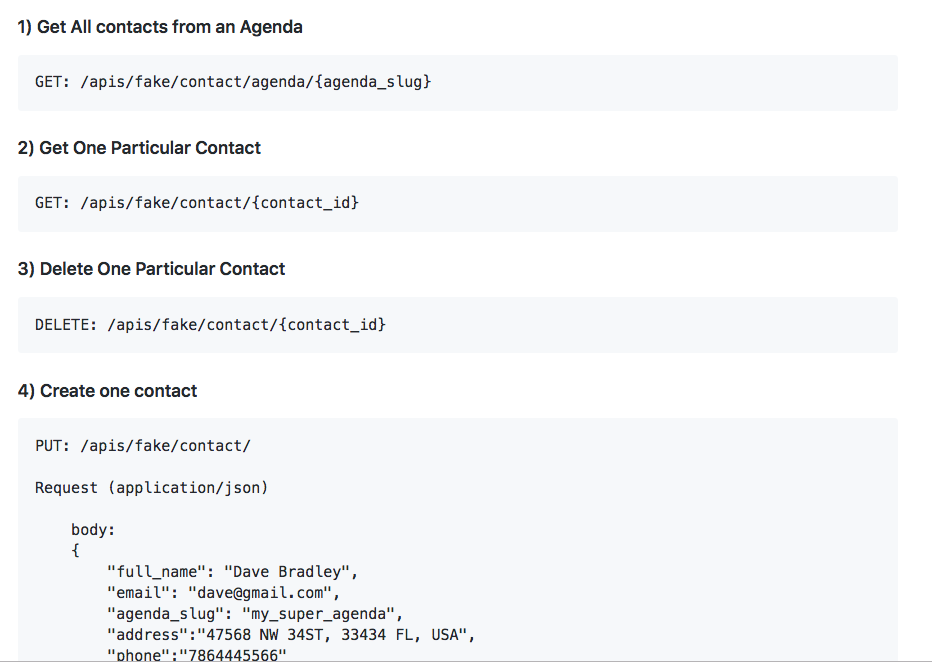 1) Get All contacts from an Agenda
GET: /apis/fake/contact/agenda/{agenda_slug}
2) Get One Particular Contact
GET: /apis/fake/contact/{contact_id}
3) Delete One Particular Contact
DELETE: /apis/fake/contact/{contact_id}
4) Create one contact
PUT: /apis/fake/contact/
Request (application/json)
body:
{
"full_name": "Dave Bradley",
"email": "dave@gmail.com",
"agenda_slug": "my_super_agenda",
"address":"47568 NW 34ST, 33434 FL, USA",
"phone":"7864445566"